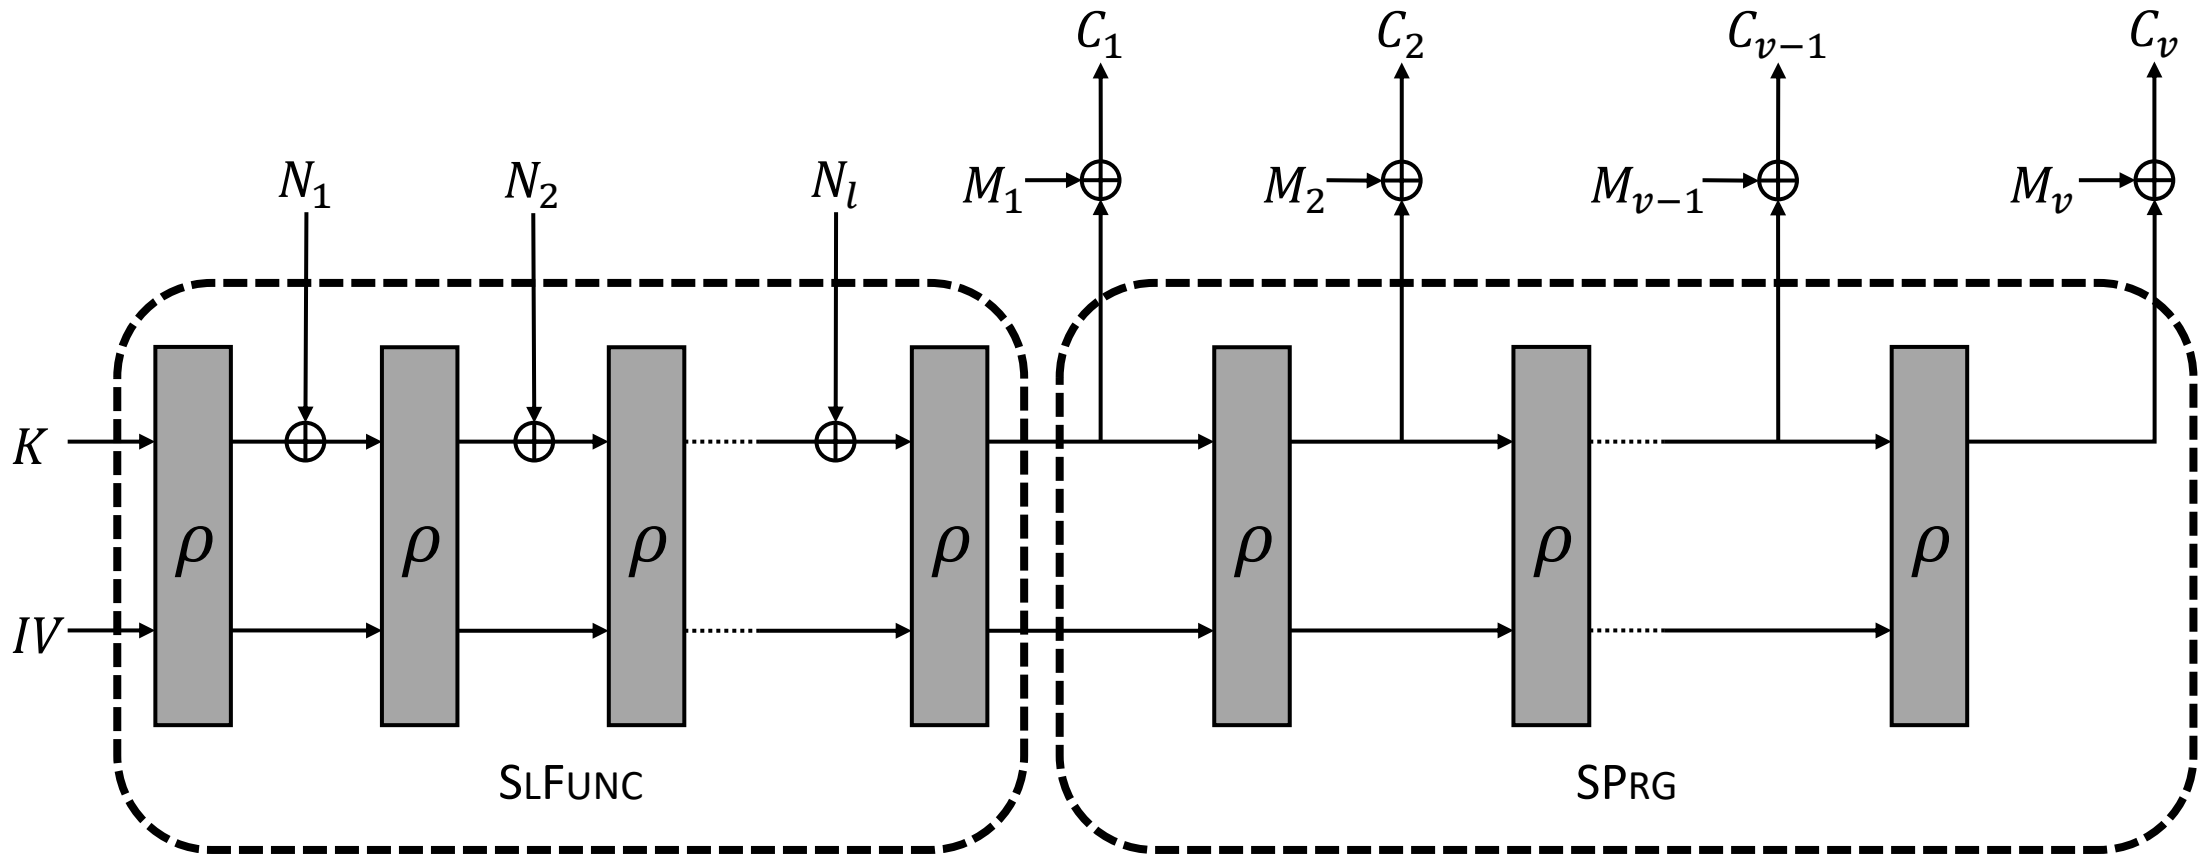 C₁ C₂ Cᵥ₋₁ Cᵥ
N₁ N₂ Nₗ M₁ M₂ Mᵥ₋₁ Mᵥ
K
ρ ρ ρ ρ ρ ρ ρ
IV
SLFUNC SPRG